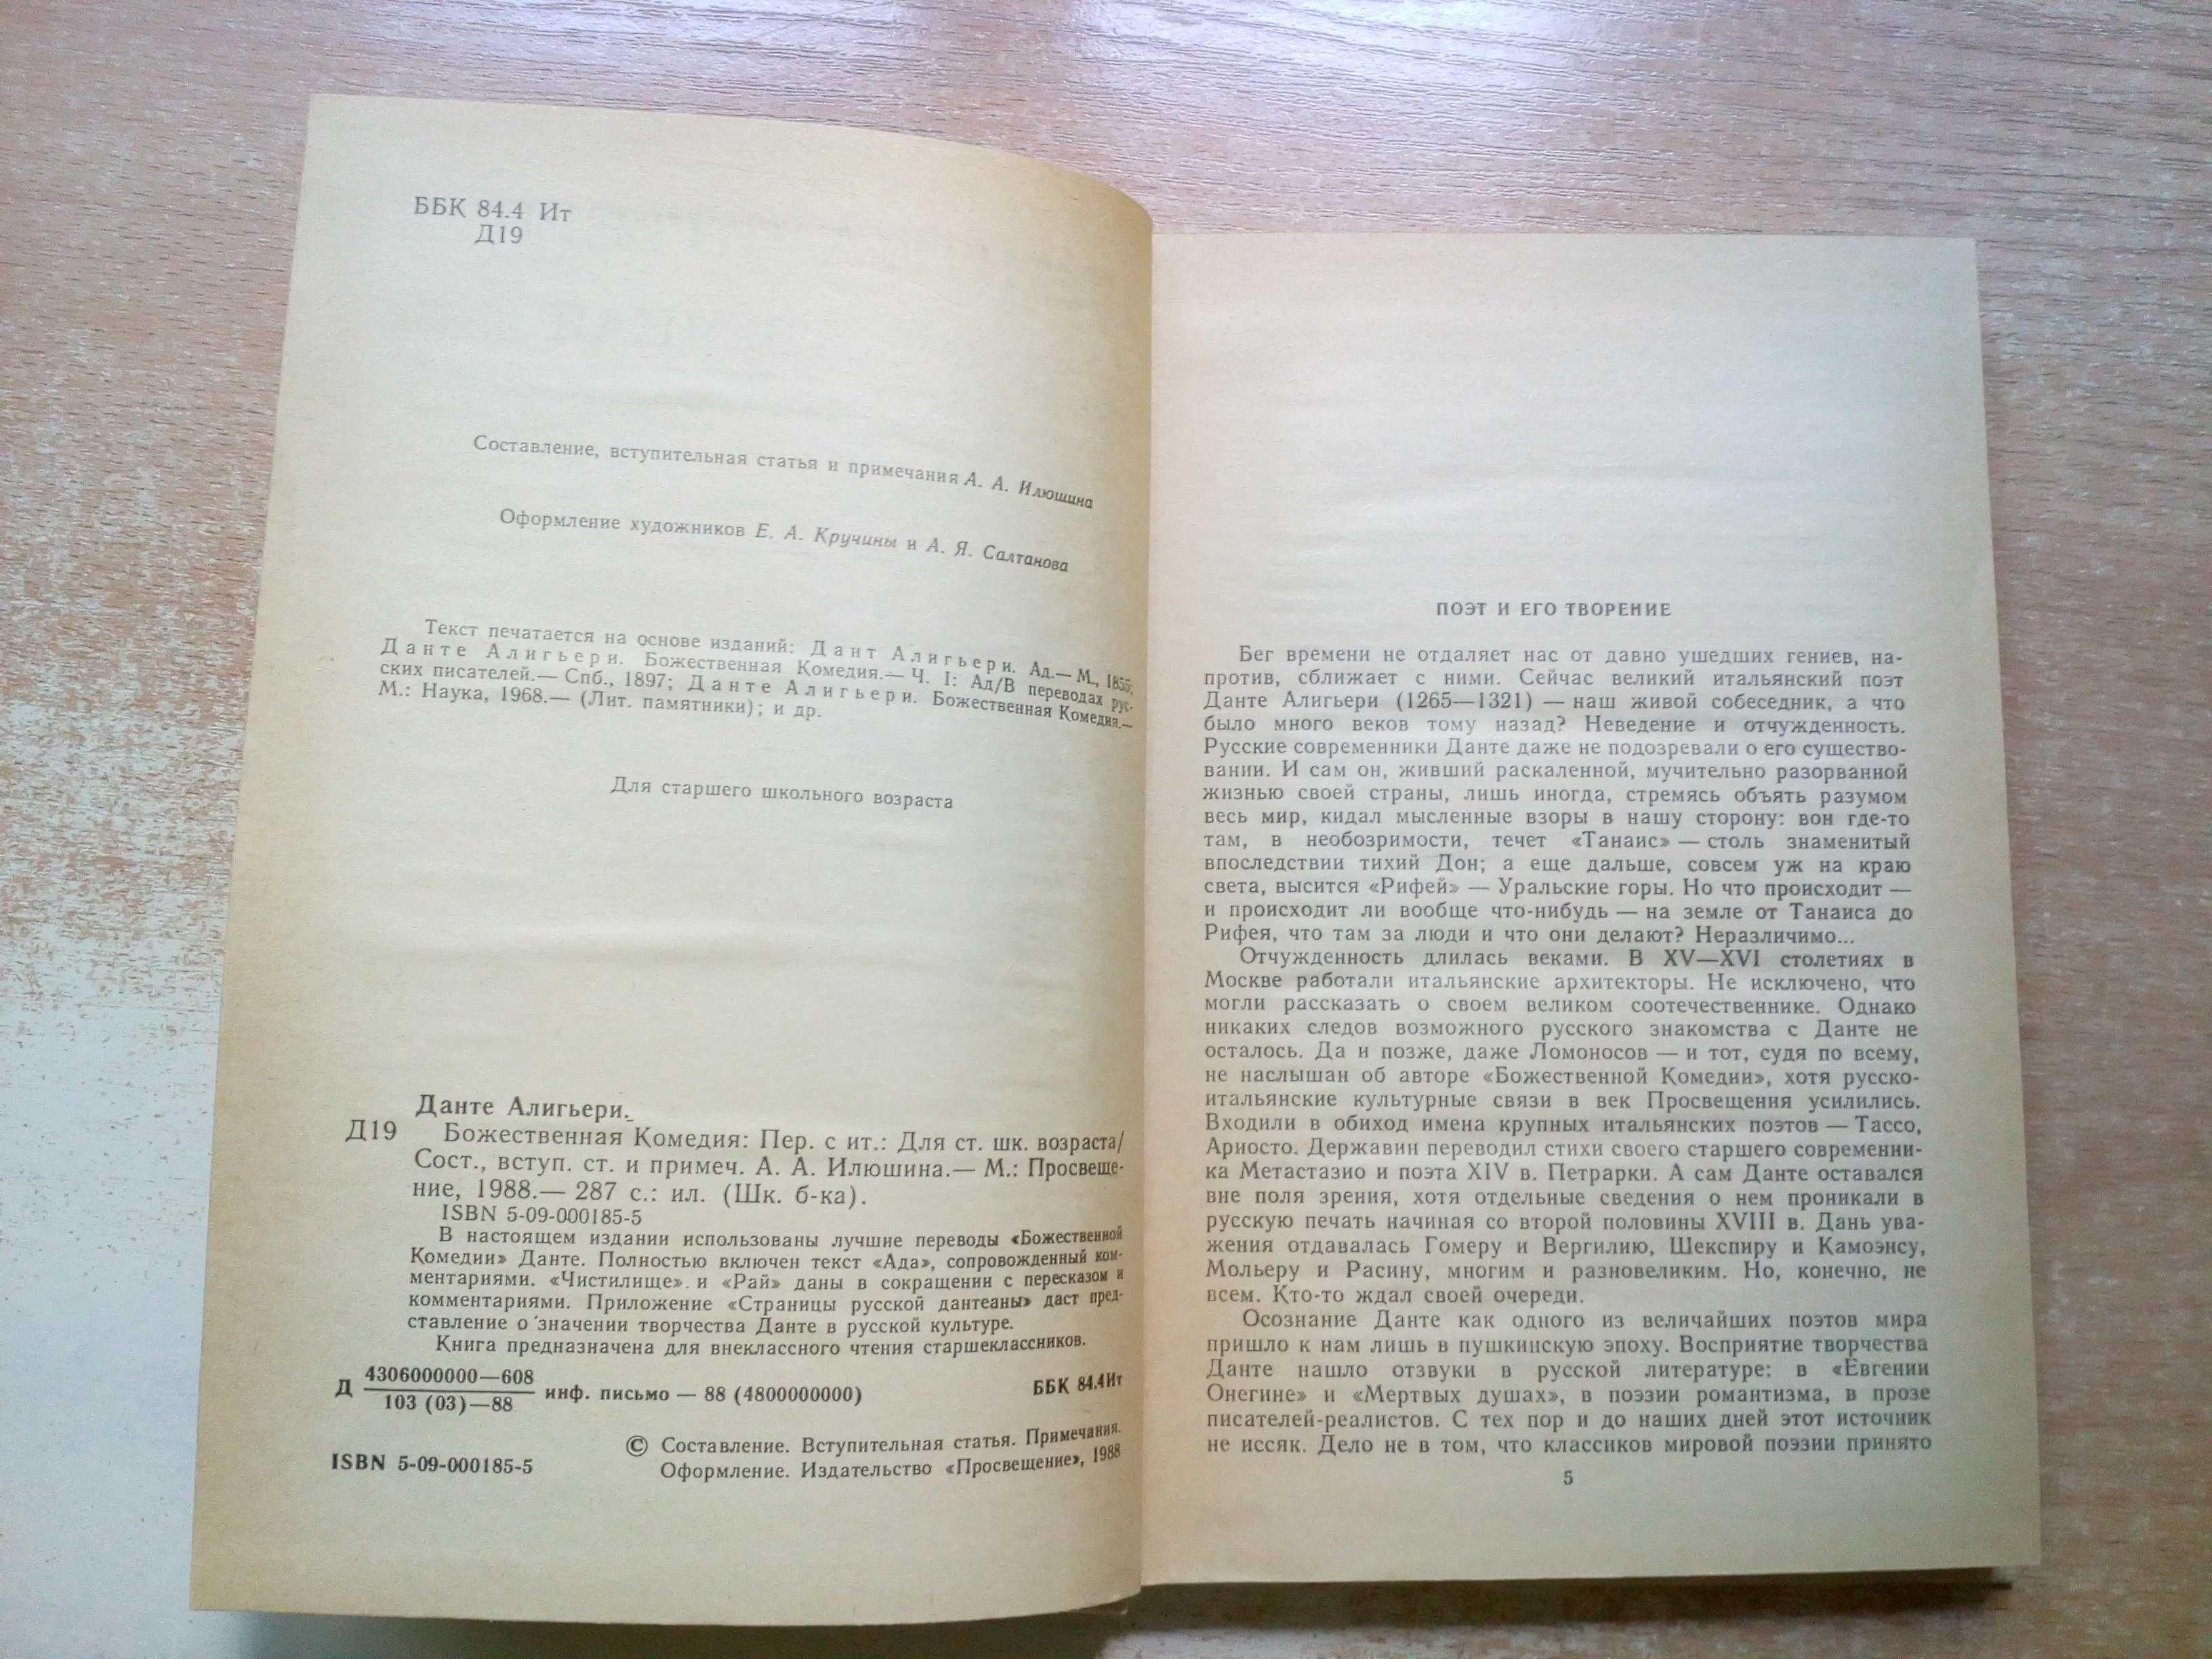 ББК 84.4 Ит
Д19
Составление, вступительная статья и примечания А. А. Илюшина
Оформление художников Е. А. Кручины и А. Я. Салтанова
Текст печатается на основе изданий: Дант Алигьери. Ад.— М., 1855;
Данте Алигьери. Божественная Комедия.— Ч. I: Ад/В переводах рус-
ских писателей.— Спб., 1897; Данте Алигьери. Божественная Комедия.—
М.: Наука, 1968.— (Лит. памятники); и др.
Для старшего школьного возраста
Данте Алигьери.
Д19 Божественная Комедия: Пер. с ит.: Для ст. шк. возраста/
Сост., вступ. ст. и примеч. А. А. Илюшина.— М.: Просвеще-
ние, 1988.— 287 с.: ил. (Шк. б-ка).
ISBN 5-09-000185-5
В настоящем издании использованы лучшие переводы «Божественной
Комедии» Данте. Полностью включен текст «Ада», сопровожденный ком-
ментариями. «Чистилище» и «Рай» даны в сокращении с пересказом и
комментариями. Приложение «Страницы русской дантеаны» даст пред-
ставление о значении творчества Данте в русской культуре.
Книга предназначена для внеклассного чтения старшеклассников.
4306000000—608
Д инф. письмо — 88 (4800000000) ББК 84.4Ит
103 (03)—88
© Составление. Вступительная статья. Примечания.
ISBN 5-09-000185-5 Оформление. Издательство «Просвещение», 1988
ПОЭТ И ЕГО ТВОРЕНИЕ
Бег времени не отдаляет нас от давно ушедших гениев, на-
против, сближает с ними. Сейчас великий итальянский поэт
Данте Алигьери (1265—1321) — наш живой собеседник, а что
было много веков тому назад? Неведение и отчужденность.
Русские современники Данте даже не подозревали о его существо-
вании. И сам он, живший раскаленной, мучительно разорванной
жизнью своей страны, лишь иногда, стремясь объять разумом
весь мир, кидал мысленные взоры в нашу сторону: вон где-то
там, в необозримости, течет «Танаис» — столь знаменитый
впоследствии тихий Дон; а еще дальше, совсем уж на краю
света, высится «Рифей» — Уральские горы. Но что происходит —
и происходит ли вообще что-нибудь — на земле от Танаиса до
Рифея, что там за люди и что они делают? Неразличимо...
Отчужденность длилась веками. В XV—XVI столетиях в
Москве работали итальянские архитекторы. Не исключено, что
могли рассказать о своем великом соотечественнике. Однако
никаких следов возможного русского знакомства с Данте не
осталось. Да и позже, даже Ломоносов — и тот, судя по всему,
не наслышан об авторе «Божественной Комедии», хотя русско-
итальянские культурные связи в век Просвещения усилились.
Входили в обиход имена крупных итальянских поэтов — Тассо,
Ариосто. Державин переводил стихи своего старшего современни-
ка Метастазио и поэта XIV в. Петрарки. А сам Данте оставался
вне поля зрения, хотя отдельные сведения о нем проникали в
русскую печать начиная со второй половины XVIII в. Дань ува-
жения отдавалась Гомеру и Вергилию, Шекспиру и Камоэнсу,
Мольеру и Расину, многим и разновеликим. Но, конечно, не
всем. Кто-то ждал своей очереди.
Осознание Данте как одного из величайших поэтов мира
пришло к нам лишь в пушкинскую эпоху. Восприятие творчества
Данте нашло отзвуки в русской литературе: в «Евгении
Онегине» и «Мертвых душах», в поэзии романтизма, в прозе
писателей-реалистов. С тех пор и до наших дней этот источник
не иссяк. Дело не в том, что классиков мировой поэзии принято
5